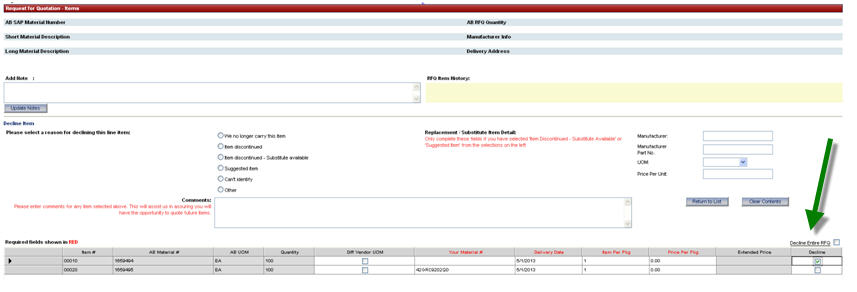 Request for Quotation - Items
AB SAP Material Number AB RFQ Quantity
Short Material Description Manufacturer Info
Long Material Description Delivery Address
Add Note : RFQ Item History:
Update Notes
Decline Item
Please select a reason for declining this line item:
We no longer carry this item
Item discontinued
Item discontinued - Substitute available
Suggested item
Can't identify
Other
Replacement - Substitute Item Detail:
Only complete these fields if you have selected 'Item Discontinued - Substitute Available' or
'Suggested Item' from the selections on the left
Manufacturer:
Manufacturer
Part No.:
UOM:
Price Per Unit:
Comments:
Please enter comments for any item selected above. This will assist us in assuring you will
have the opportunity to quote future items.
Return to List Clear Contents
Required fields shown in RED Decline Entire RFQ
Item # AB Material # AB UOM Quantity Diff Vendor UOM Your Material # Delivery Date Item Per Pkg Price Per Pkg Extended Price Decline
00010 1659494 EA 100 5/1/2013 1 0.00
00020 1659495 EA 100 5/1/2013 1 0.00